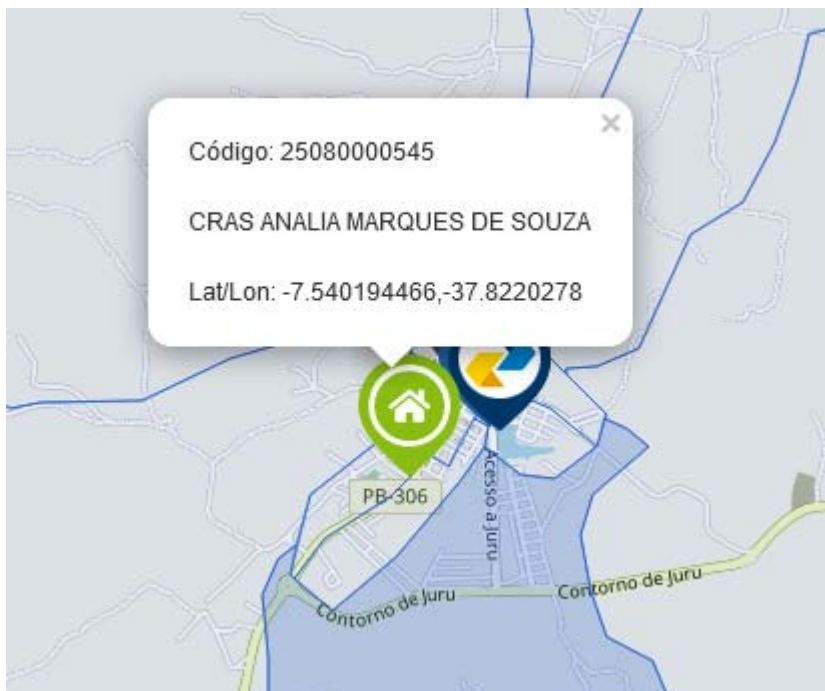 ×
Código: 25080000545
CRAS ANALIA MARQUES DE SOUZA
Lat/Lon: -7.540194466,-37.8220278
PB-306
Acesso a Juru
Contorno de Juru
Contorno de Juru